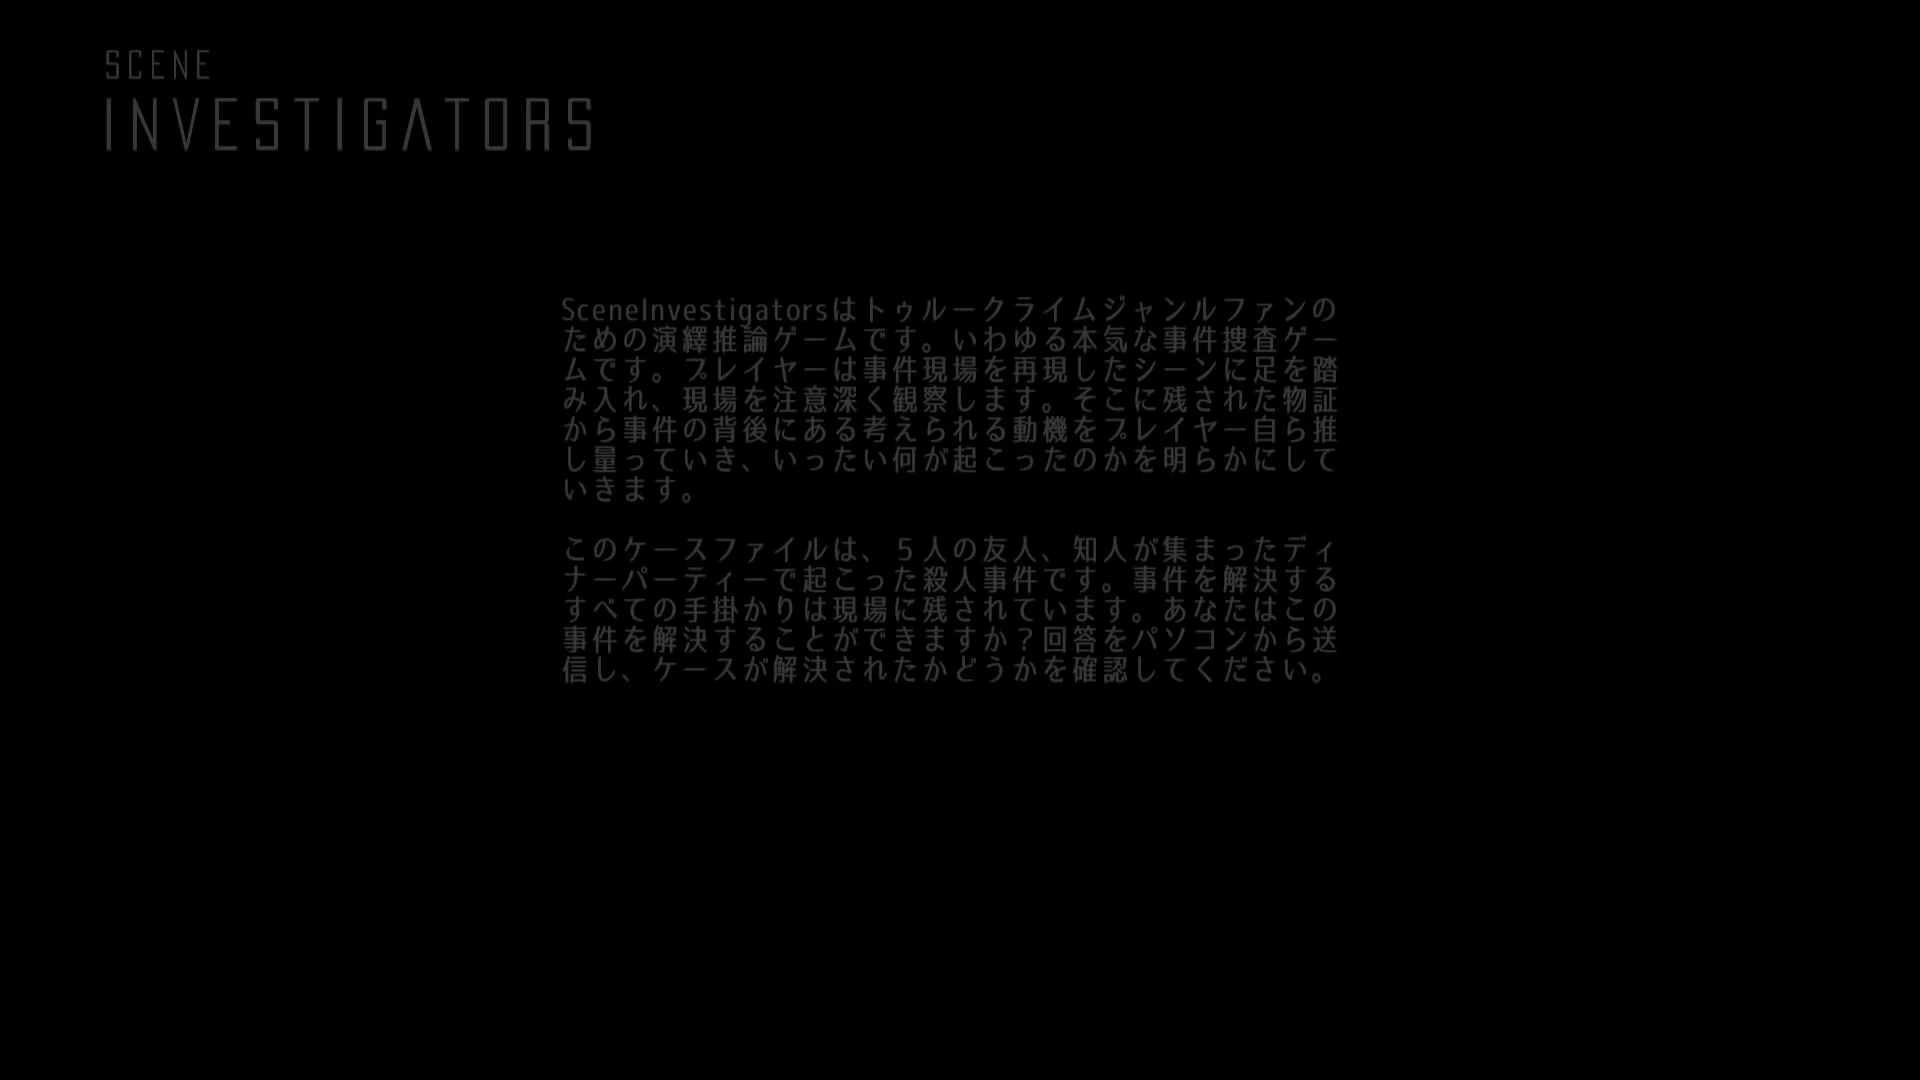 SCENE
INVESTIGATORS
SceneInvestigatorsはトゥルークライムジャンルファンの
ための演繹推論ゲームです。いわゆる本気な事件捜査ゲー
ムです。プレイヤーは事件現場を再現したシーンに足を踏
み入れ、現場を注意深く観察します。そこに残された物証
から事件の背後にある考えられる動機をプレイヤー自ら推
し量っていき、いったい何が起こったのかを明らかにして
いきます。
このケースファイルは、５人の友人、知人が集まったディ
ナーパーティーで起こった殺人事件です。事件を解決する
すべての手掛かりは現場に残されています。あなたはこの
事件を解決することができますか？回答をパソコンから送
信し、ケースが解決されたかどうかを確認してください。